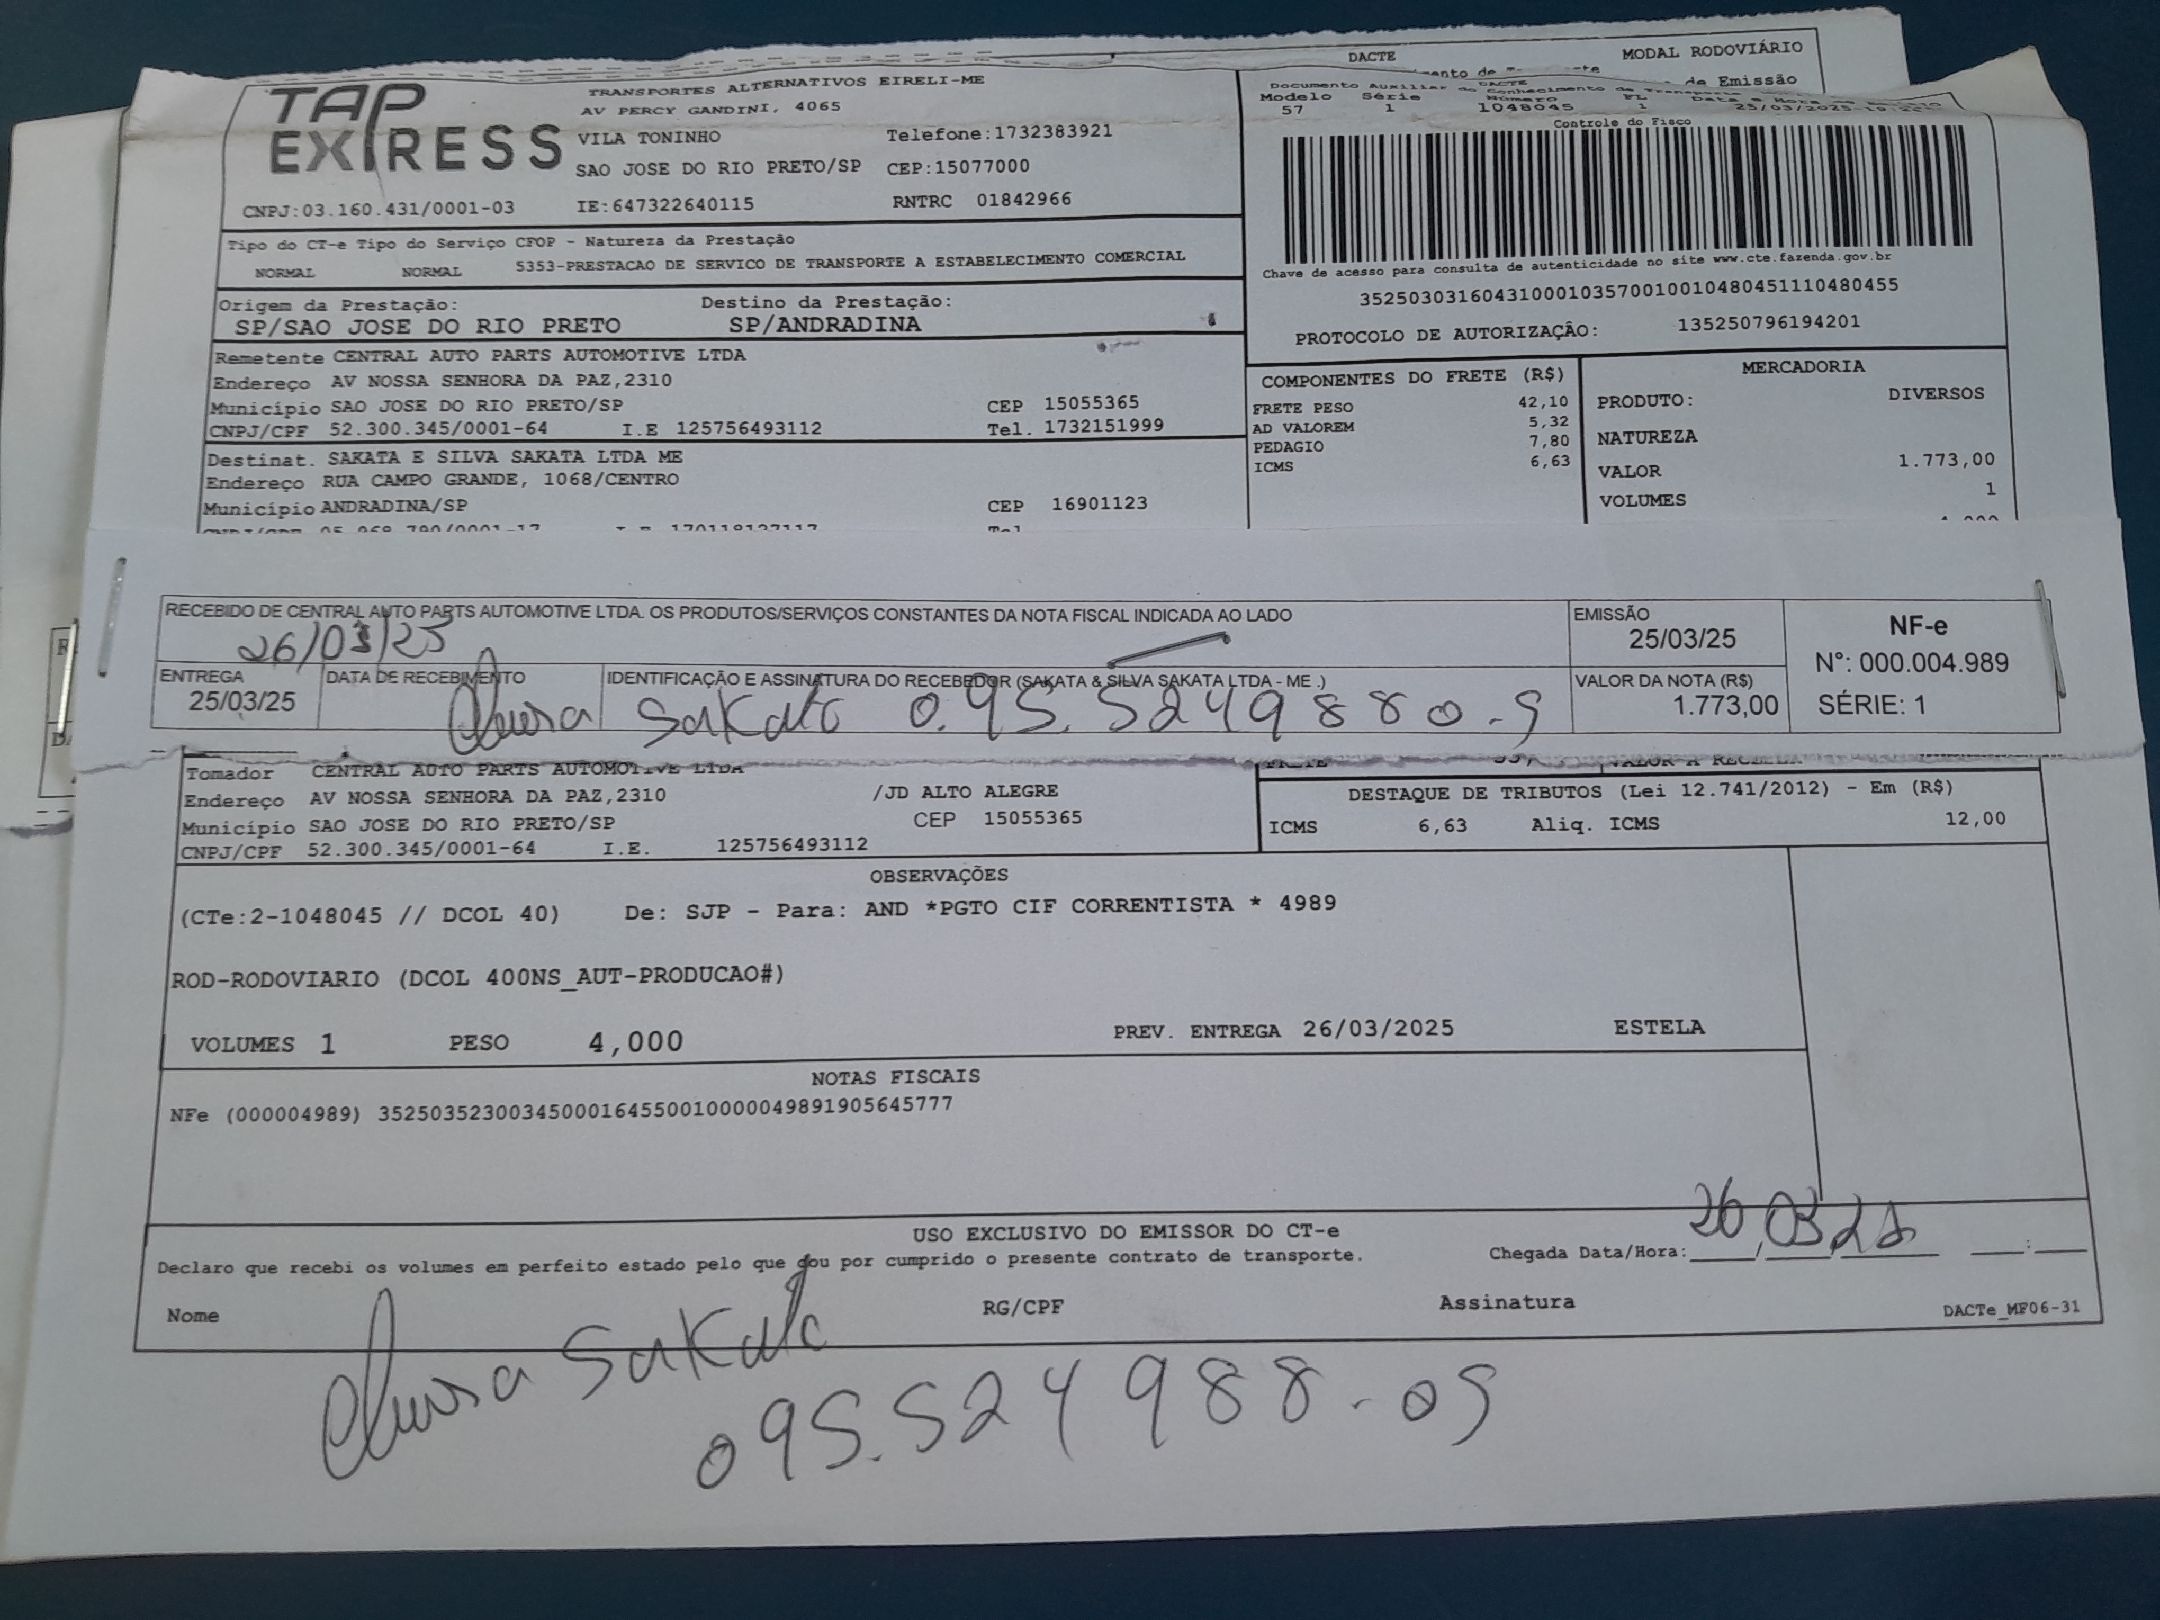 DACTE MODAL RODOVIÁRIO
TAP EXPRESS
TRANSPORTES ALTERNATIVOS EIRELI-ME
de Emissão
AV PERCY GANDINI, 4065
Modelo Série Número FL
57 1 1048045 1 25/03/2025
VILA TONINHO Telefone:1732383921
Controle do Fisco
SAO JOSE DO RIO PRETO/SP CEP:15077000
CNPJ:03.160.431/0001-03 IE:647322640115 RNTRC 01842966
Tipo do CT-e Tipo do Serviço CFOP - Natureza da Prestação
NORMAL NORMAL 5353-PRESTACAO DE SERVICO DE TRANSPORTE A ESTABELECIMENTO COMERCIAL
Chave de acesso para consulta de autenticidade no site www.cte.fazenda.gov.br
35250303160431000103570010010480451110480455
PROTOCOLO DE AUTORIZAÇÃO: 135250796194201
Origem da Prestação: Destino da Prestação:
SP/SAO JOSE DO RIO PRETO SP/ANDRADINA
Remetente CENTRAL AUTO PARTS AUTOMOTIVE LTDA
Endereço AV NOSSA SENHORA DA PAZ,2310
Município SAO JOSE DO RIO PRETO/SP CEP 15055365
CNPJ/CPF 52.300.345/0001-64 I.E 125756493112 Tel. 1732151999
COMPONENTES DO FRETE (R$)
FRETE PESO 42,10
AD VALOREM 5,32
PEDAGIO 7,80
ICMS 6,63
MERCADORIA
PRODUTO: DIVERSOS
NATUREZA
VALOR 1.773,00
VOLUMES 1
Destinat. SAKATA E SILVA SAKATA LTDA ME
Endereço RUA CAMPO GRANDE, 1068/CENTRO
Município ANDRADINA/SP CEP 16901123
RECEBIDO DE CENTRAL AUTO PARTS AUTOMOTIVE LTDA. OS PRODUTOS/SERVIÇOS CONSTANTES DA NOTA FISCAL INDICADA AO LADO
26/03/25
EMISSÃO
25/03/25
NF-e
N°: 000.004.989
SÉRIE: 1
ENTREGA
25/03/25
DATA DE RECEBIMENTO
IDENTIFICAÇÃO E ASSINATURA DO RECEBEDOR (SAKATA & SILVA SAKATA LTDA - ME .)
Sakata 0.95.5249880-9
VALOR DA NOTA (R$)
1.773,00
Tomador CENTRAL AUTO PARTS AUTOMOTIVE LTDA
Endereço AV NOSSA SENHORA DA PAZ,2310 /JD ALTO ALEGRE
Município SAO JOSE DO RIO PRETO/SP CEP 15055365
CNPJ/CPF 52.300.345/0001-64 I.E. 125756493112
DESTAQUE DE TRIBUTOS (Lei 12.741/2012) - Em (R$)
ICMS 6,63 Aliq. ICMS 12,00
OBSERVAÇÕES
(CTe:2-1048045 // DCOL 40) De: SJP - Para: AND *PGTO CIF CORRENTISTA * 4989
ROD-RODOVIARIO (DCOL 400NS_AUT-PRODUCAO#)
VOLUMES 1 PESO 4,000 PREV. ENTREGA 26/03/2025 ESTELA
NOTAS FISCAIS
NFe (000004989) 35250352300345000164550010000049891905645777
USO EXCLUSIVO DO EMISSOR DO CT-e
Declaro que recebi os volumes em perfeito estado pelo que dou por cumprido o presente contrato de transporte.
Chegada Data/Hora: 26/03/25
Nome RG/CPF Assinatura DACTe_MF06-31
Sakata
095.524988-09